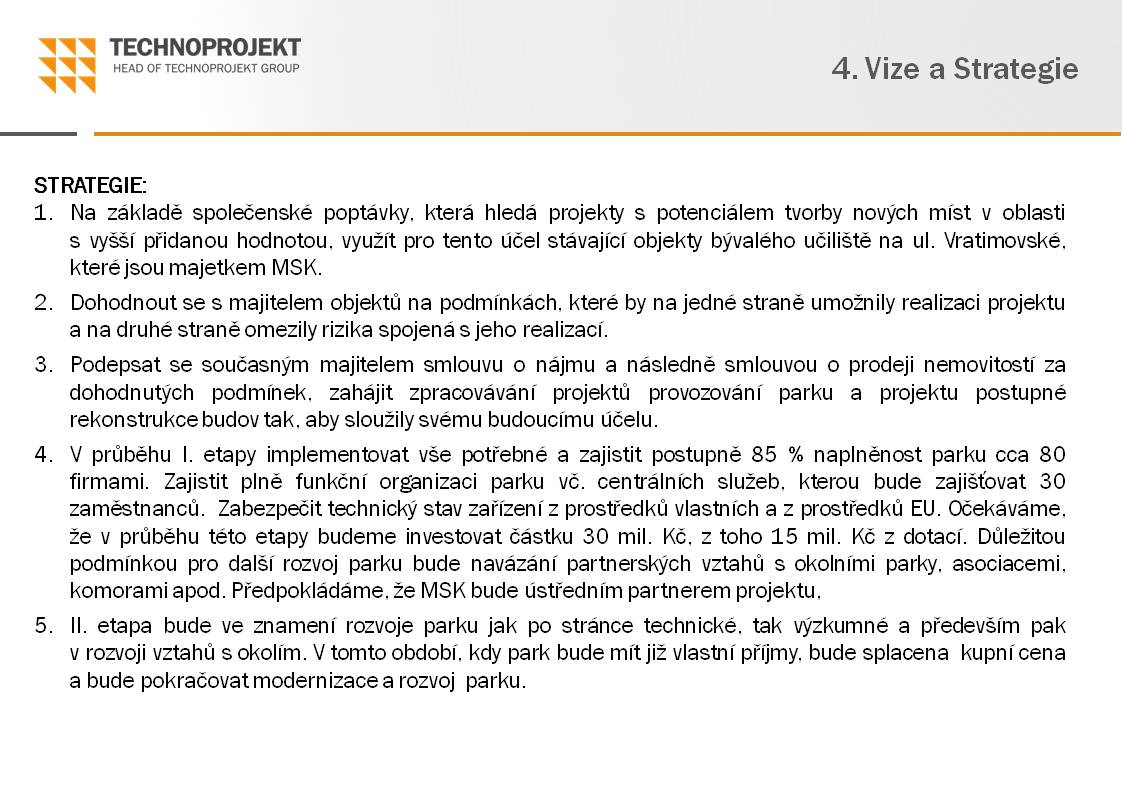 TECHNOPROJEKT
HEAD OF TECHNOPROJEKT GROUP
4. Vize a Strategie
STRATEGIE:
1. Na základě společenské poptávky, která hledá projekty s potenciálem tvorby nových míst v oblasti
s vyšší přidanou hodnotou, využít pro tento účel stávající objekty bývalého učiliště na ul. Vratimovské,
které jsou majetkem MSK.
2. Dohodnout se s majitelem objektů na podmínkách, které by na jedné straně umožnily realizaci projektu
a na druhé straně omezily rizika spojená s jeho realizací.
3. Podepsat se současným majitelem smlouvu o nájmu a následně smlouvou o prodeji nemovitostí za
dohodnutých podmínek, zahájit zpracovávání projektů provozování parku a projektu postupné
rekonstrukce budov tak, aby sloužily svému budoucímu účelu.
4. V průběhu I. etapy implementovat vše potřebné a zajistit postupně 85 % naplněnost parku cca 80
firmami. Zajistit plně funkční organizaci parku vč. centrálních služeb, kterou bude zajišťovat 30
zaměstnanců. Zabezpečit technický stav zařízení z prostředků vlastních a z prostředků EU. Očekáváme,
že v průběhu této etapy budeme investovat částku 30 mil. Kč, z toho 15 mil. Kč z dotací. Důležitou
podmínkou pro další rozvoj parku bude navázání partnerských vztahů s okolními parky, asociacemi,
komorami apod. Předpokládáme, že MSK bude ústředním partnerem projektu,
5. II. etapa bude ve znamení rozvoje parku jak po stránce technické, tak výzkumné a především pak
v rozvoji vztahů s okolím. V tomto období, kdy park bude mít již vlastní příjmy, bude splacena kupní cena
a bude pokračovat modernizace a rozvoj parku.